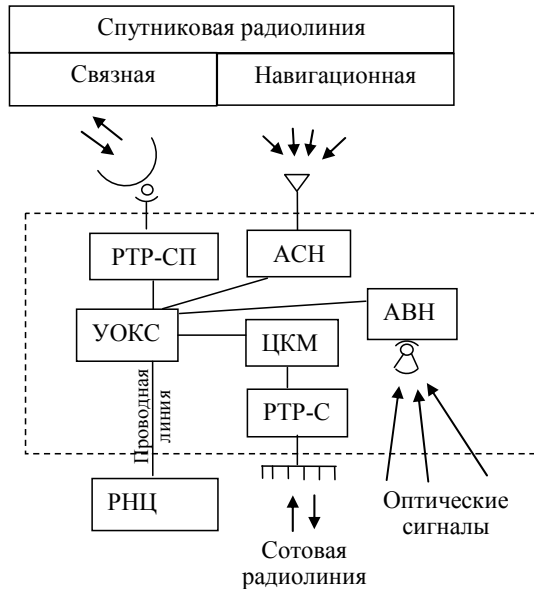 Спутниковая радиолиния
Связная
Навигационная
РТР-СП
АСН
АВН
УОКС
ЦКМ
РТР-С
Проводная
линия
РНЦ
Оптические
сигналы
Сотовая
радиолиния